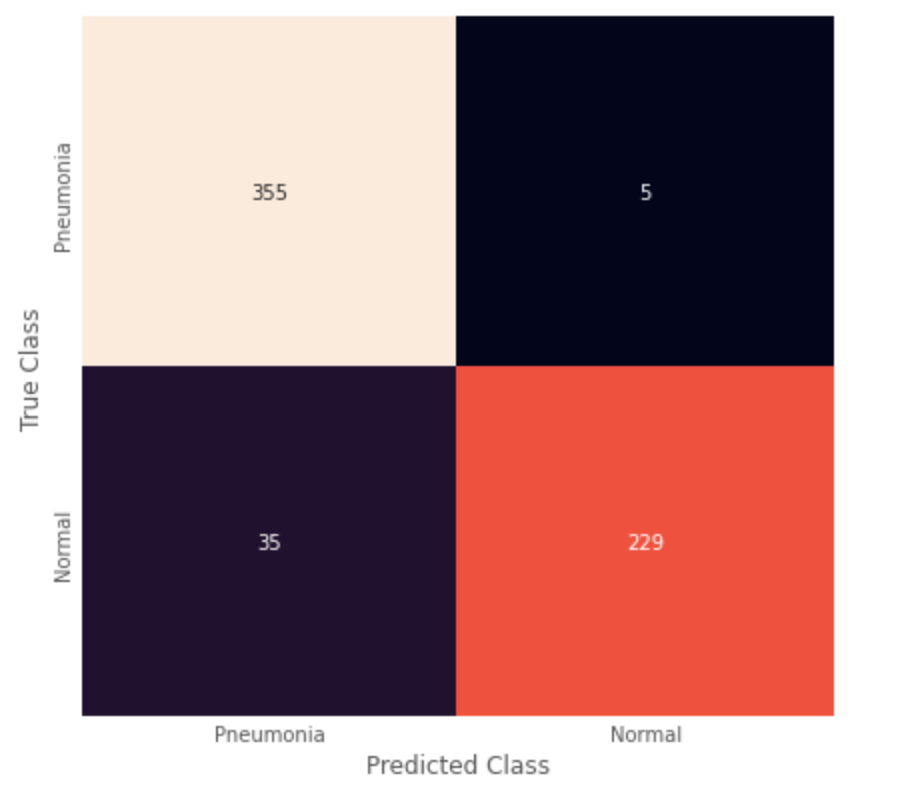 Pneumonia
355
5
True Class
Normal
35
229
Pneumonia
Normal
Predicted Class